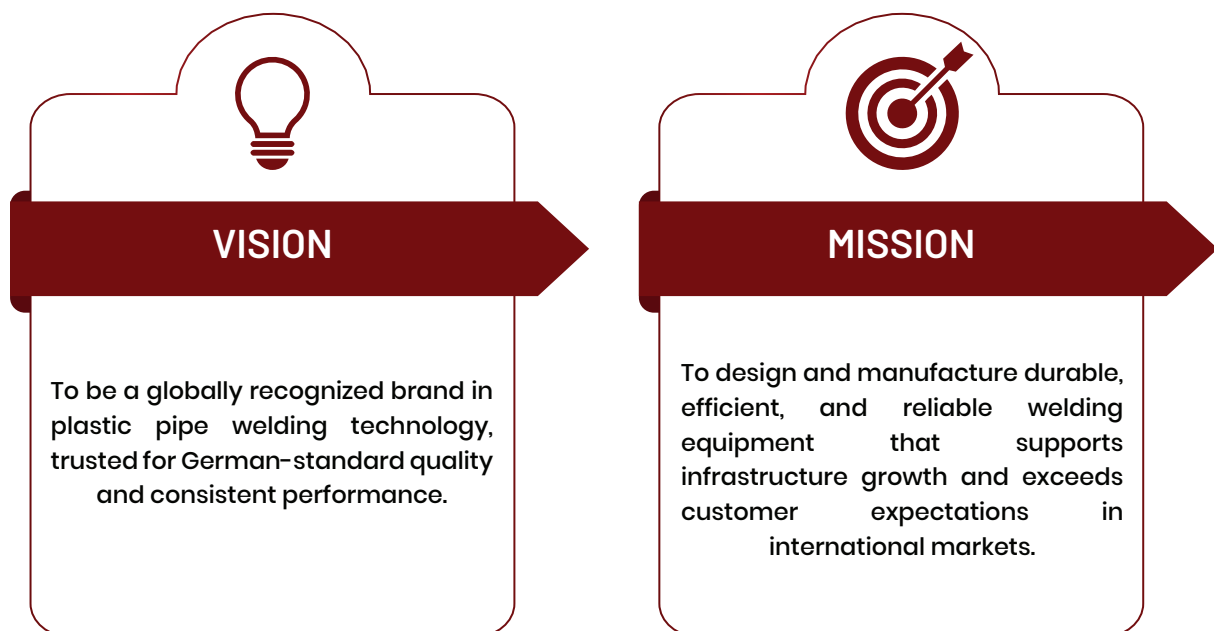 VISION
To be a globally recognized brand in
plastic pipe welding technology,
trusted for German-standard quality
and consistent performance.
MISSION
To design and manufacture durable,
efficient, and reliable welding
equipment that supports
infrastructure growth and exceeds
customer expectations in
international markets.